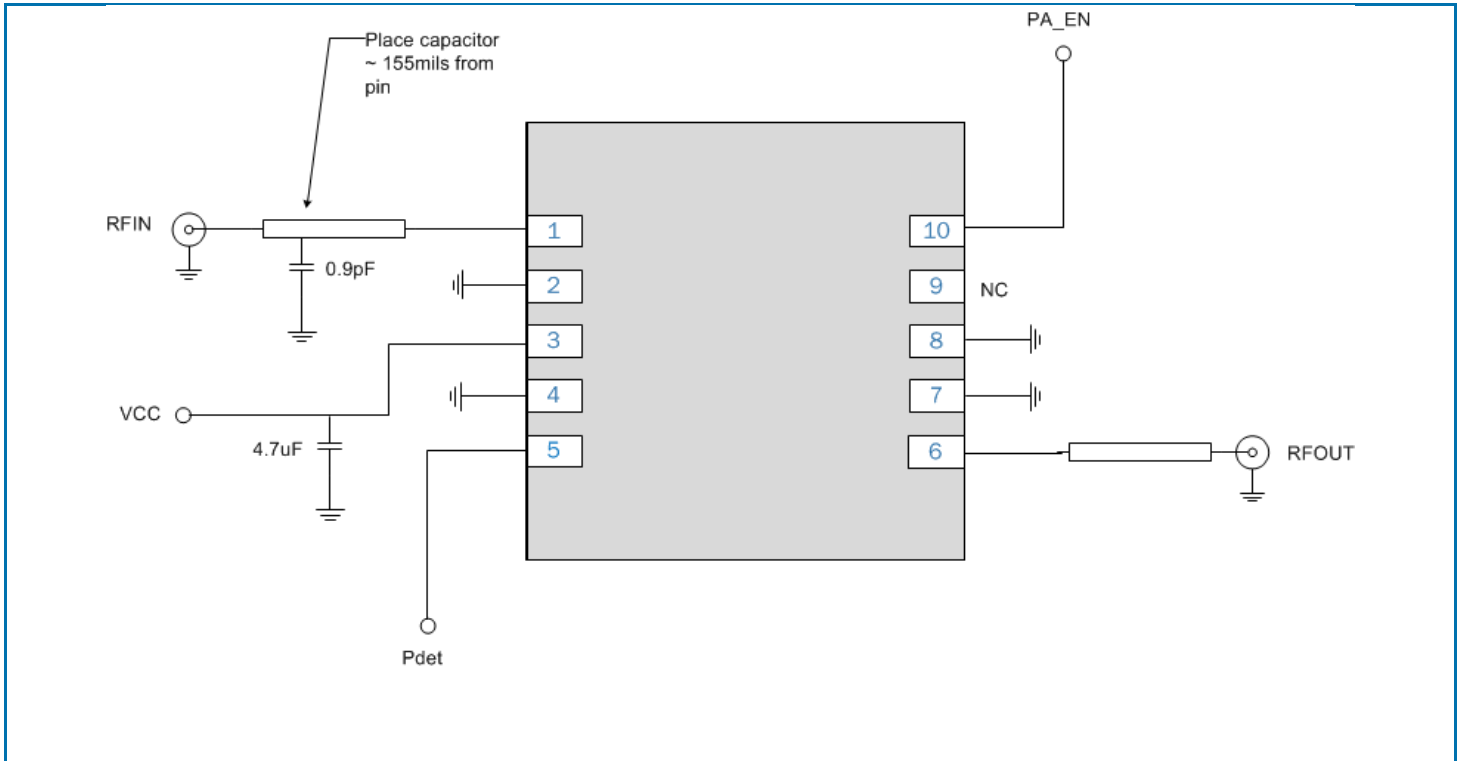 PA_EN
Place capacitor
~ 155mils from
pin
RFIN
1
10
0.9pF
2
9
NC
3
8
VCC
4
7
4.7uF
5
6
RFOUT
Pdet